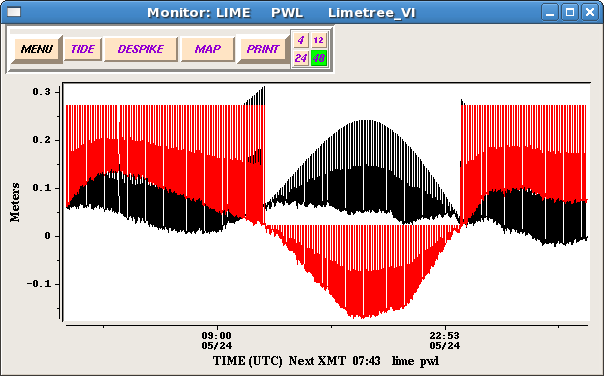 Monitor: LIME PWL Limetree_VI
MENU TIDE DESPIKE MAP PRINT 4 12 24 48
0.3
0.2
0.1
0
-0.1
Meters
09:00 22:53
05/24 05/24
TIME (UTC) Next XMT 07:43 lime pwl